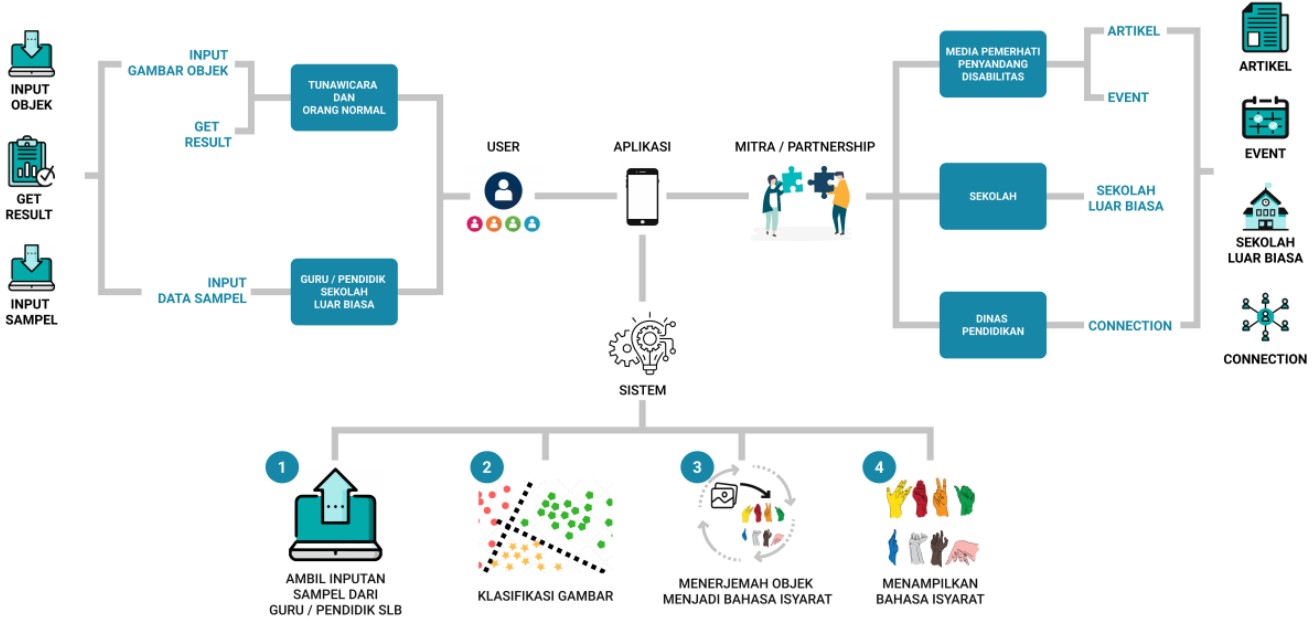 INPUT
OBJEK
GET
RESULT
INPUT
SAMPEL
INPUT
GAMBAR OBJEK
GET
RESULT
INPUT
DATA SAMPEL
TUNAWICARA
DAN
ORANG NORMAL
GURU / PENDIDIK
SEKOLAH
LUAR BIASA
USER
APLIKASI
MITRA / PARTNERSHIP
MEDIA PEMERHATI
PENYANDANG
DISABILITAS
SEKOLAH
DINAS
PENDIDIKAN
ARTIKEL
EVENT
SEKOLAH
LUAR BIASA
CONNECTION
ARTIKEL
EVENT
SEKOLAH
LUAR BIASA
CONNECTION
SISTEM
1
AMBIL INPUTAN
SAMPEL DARI
GURU / PENDIDIK SLB
2
KLASIFIKASI GAMBAR
3
MENERJEMAH OBJEK
MENJADI BAHASA ISYARAT
4
MENAMPILKAN
BAHASA ISYARAT